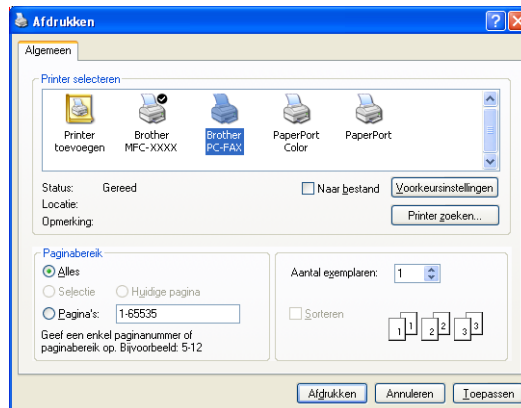 Afdrukken
Algemeen
Printer selecteren
Printer toevoegen
Brother MFC-XXXX
Brother PC-FAX
PaperPort Color
PaperPort
Status: Gereed
Locatie:
Opmerking:
Naar bestand
Voorkeursinstellingen
Printer zoeken...
Paginabereik
Alles
Selectie
Huidige pagina
Pagina's: 1-65535
Geef een enkel paginanummer of
paginabereik op. Bijvoorbeeld: 5-12
Aantal exemplaren: 1
Sorteren
1 1 2 2 3 3
Afdrukken Annuleren Toepassen